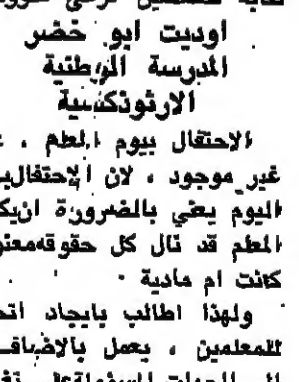 اوديت ابو خضر
المدرسة الوطنية
الارثوذكسية
الاحتفال بيوم المعلم ،
غير موجود ، لان الاحتفال
اليوم يعني بالضرورة ان
المعلم قد نال كل حقوقه
كانت ام مادية ٠
ولهذا اطالب بايجاد
للمعلمين ، يعمل